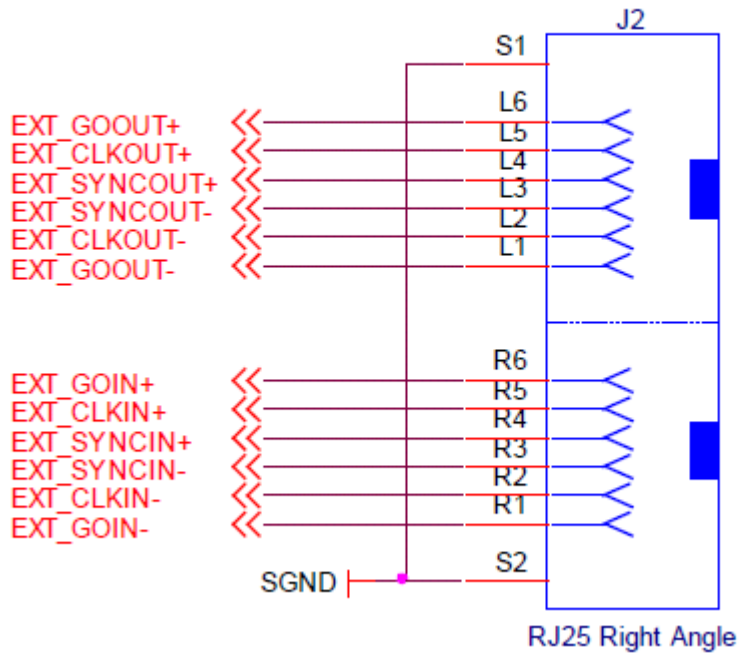 J2
S1
EXT_GOOUT+ L6
EXT_CLKOUT+ L5
EXT_SYNCOUT+ L4
EXT_SYNCOUT- L3
EXT_CLKOUT- L2
EXT_GOOUT- L1
EXT_GOIN+ R6
EXT_CLKIN+ R5
EXT_SYNCIN+ R4
EXT_SYNCIN- R3
EXT_CLKIN- R2
EXT_GOIN- R1
SGND S2
RJ25 Right Angle